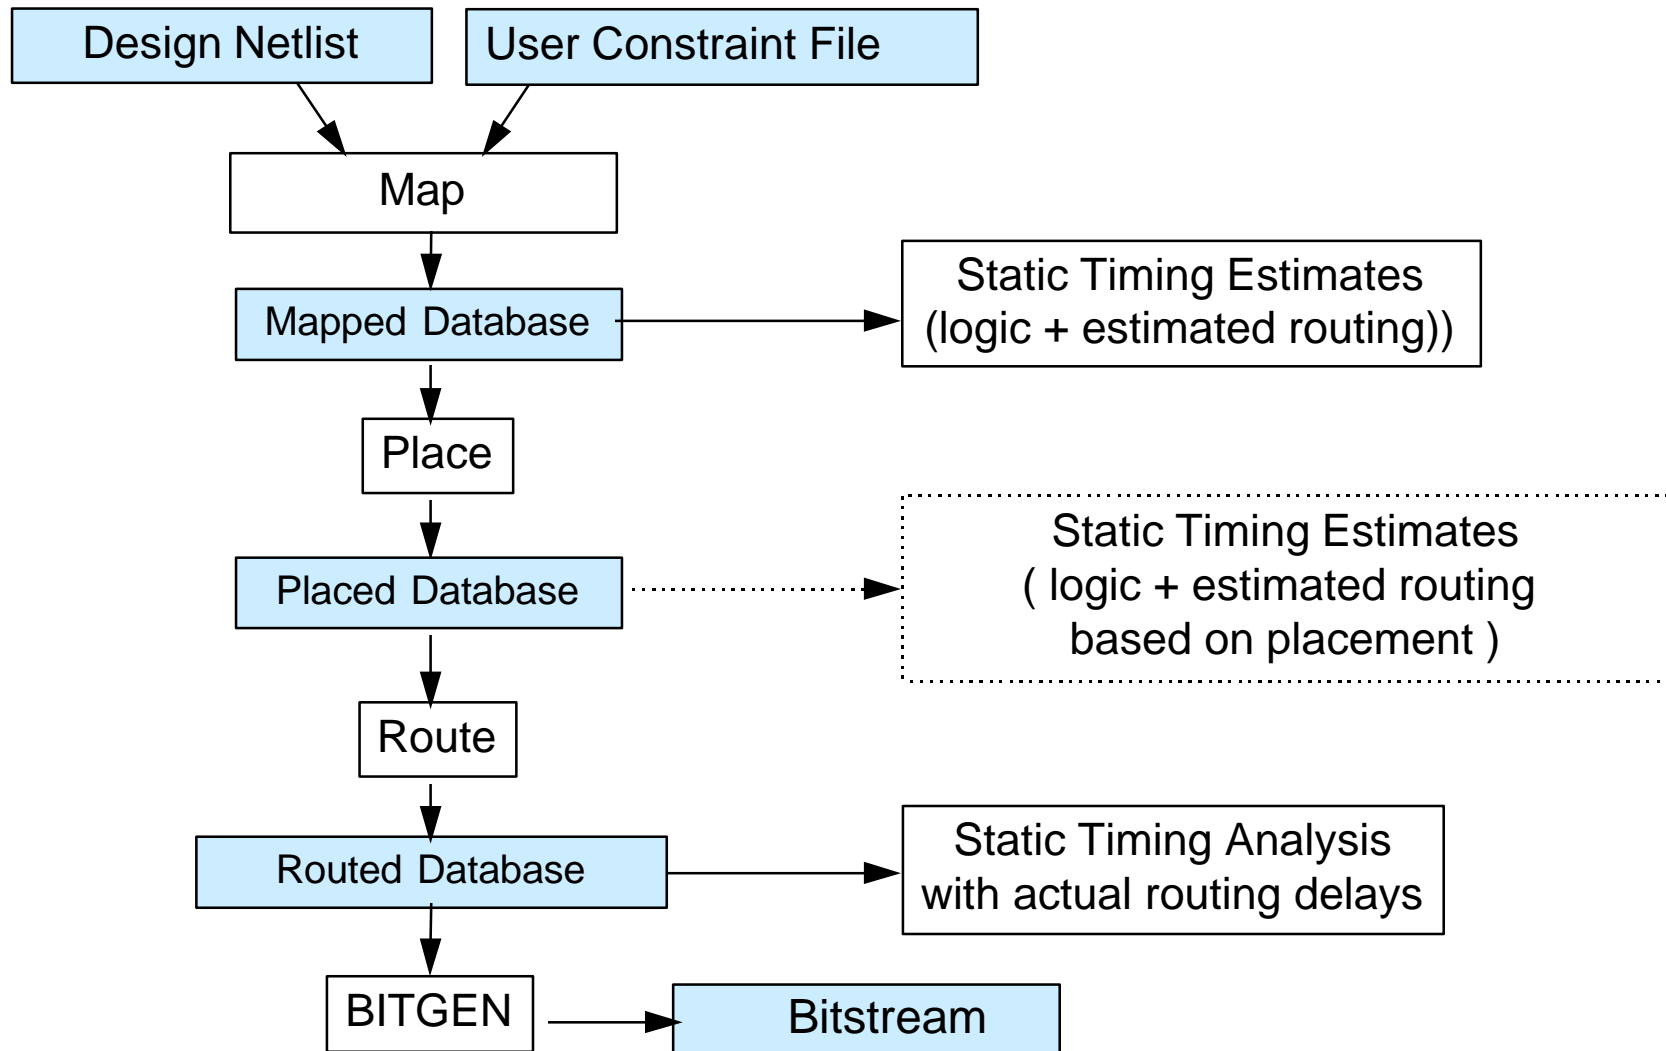 Design Netlist
User Constraint File
Map
Mapped Database
Static Timing Estimates
(logic + estimated routing))
Place
Placed Database
Static Timing Estimates
( logic + estimated routing
based on placement )
Route
Routed Database
Static Timing Analysis
with actual routing delays
BITGEN
Bitstream